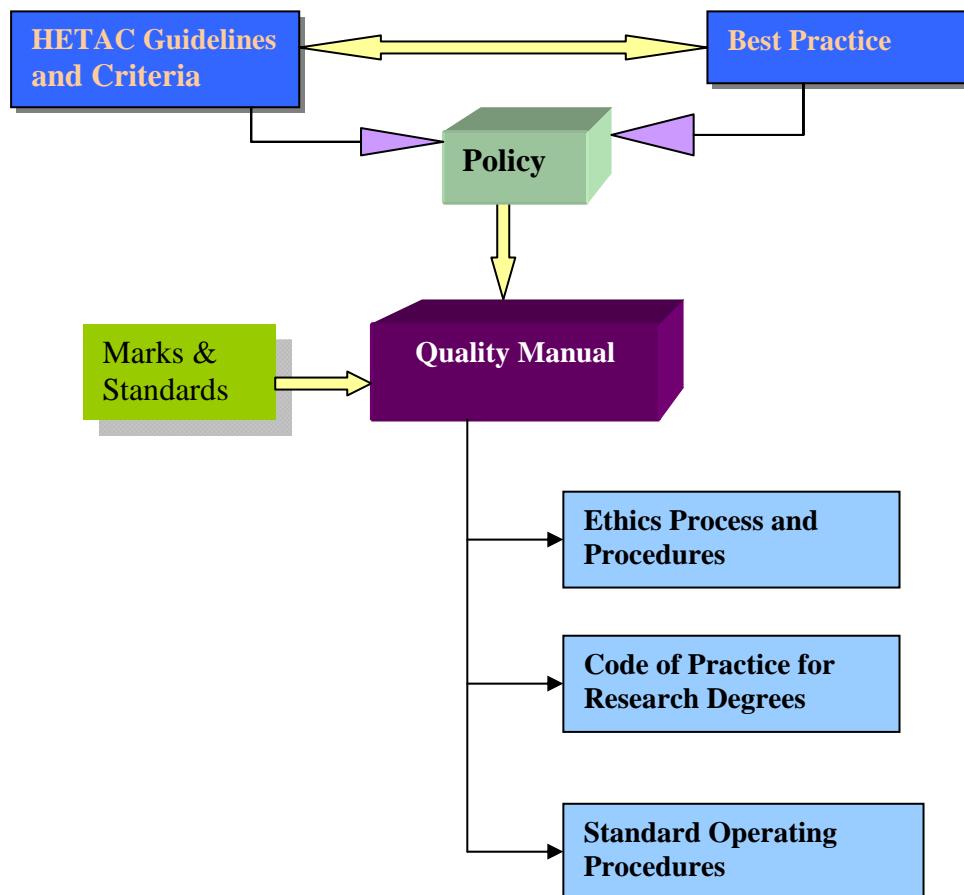 HETAC Guidelines
and Criteria
Best Practice
Policy
Marks &
Standards
Quality Manual
Ethics Process and
Procedures
Code of Practice for
Research Degrees
Standard Operating
Procedures